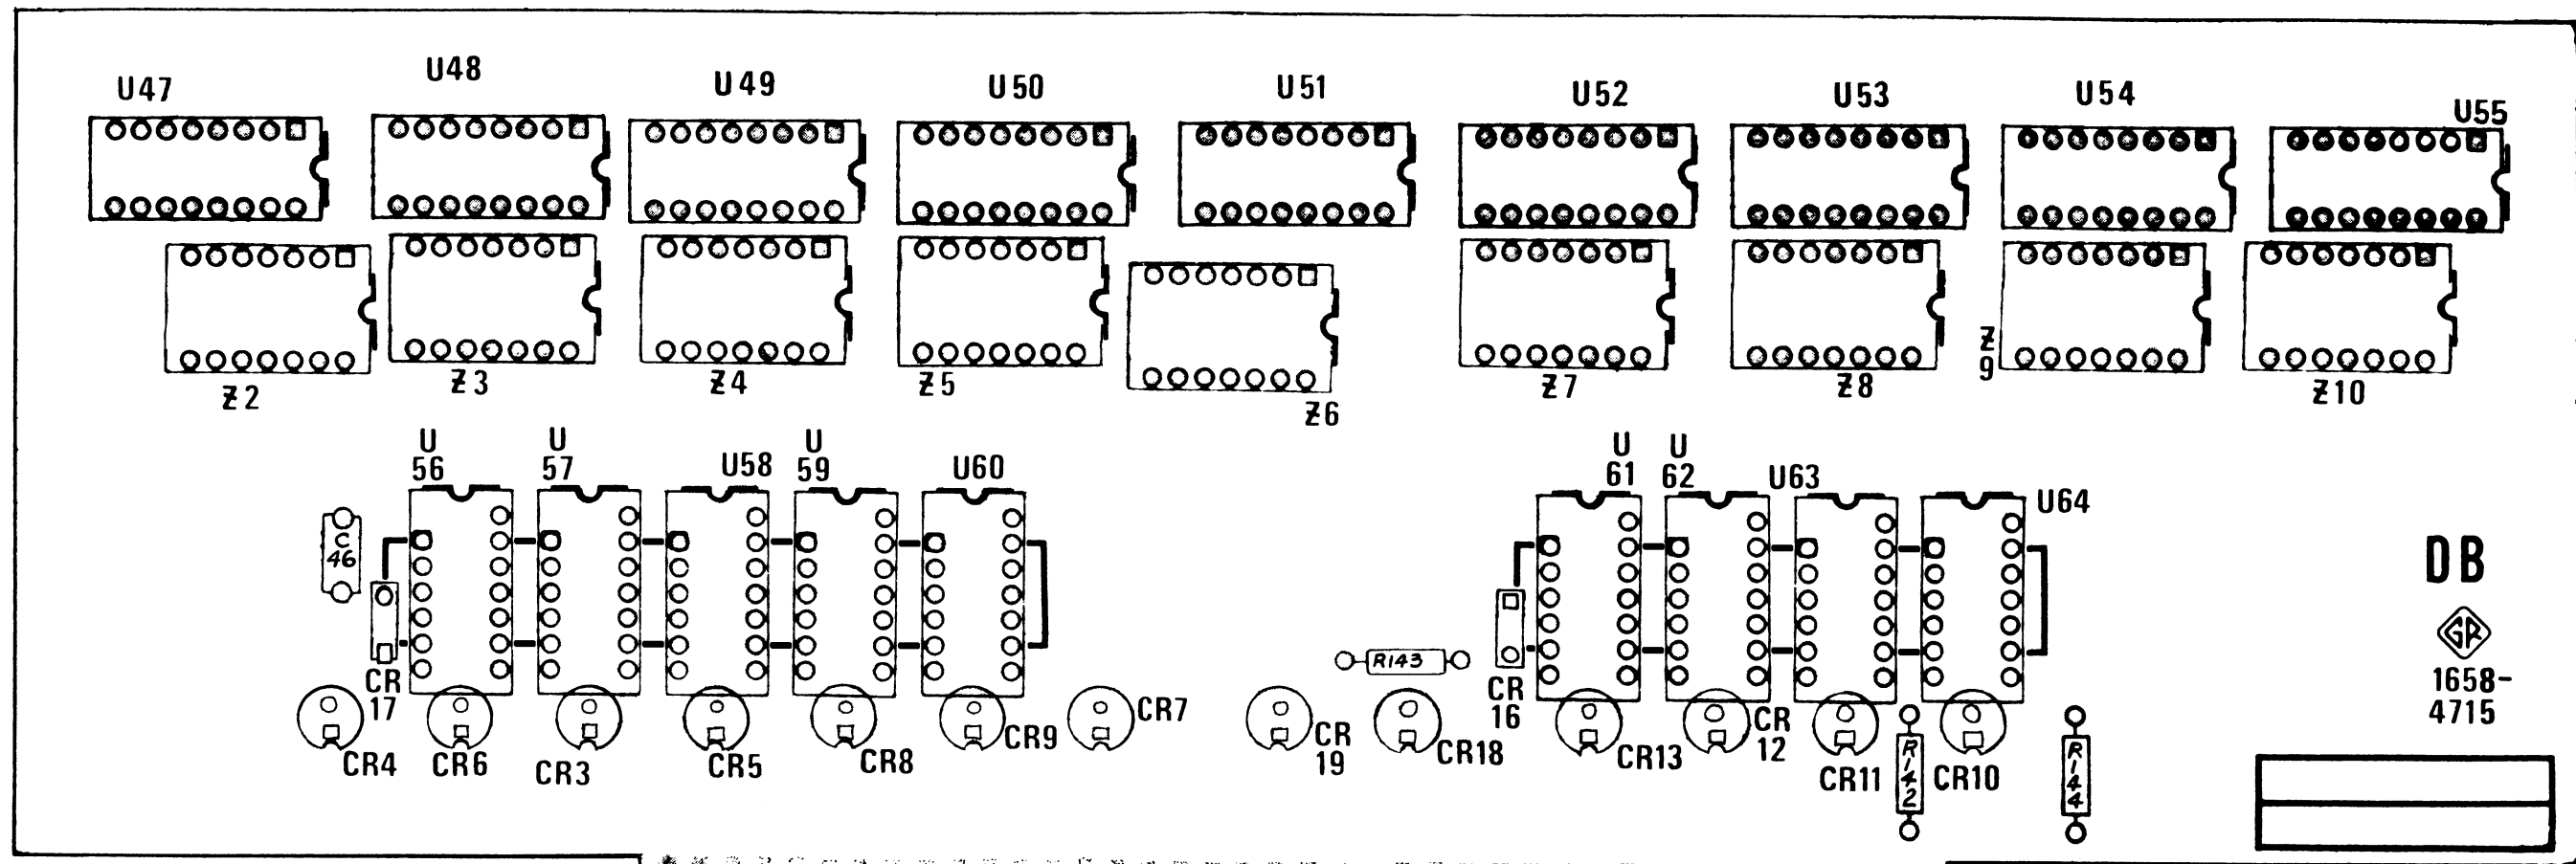 U47 U48 U49 U50 U51 U52 U53 U54 U55
Z2 Z3 Z4 Z5 Z6 Z7 Z8 Z
9 Z10
U
56 U
57 U58 U
59 U60 U
61 U
62 U63 U64
C
46
DB
GR
1658-
4715
R143
CR
17 CR
16
CR4 CR6 CR3 CR5 CR8 CR9 CR7 CR
19 CR18 CR13 CR
12 CR11 R142 CR10 R144